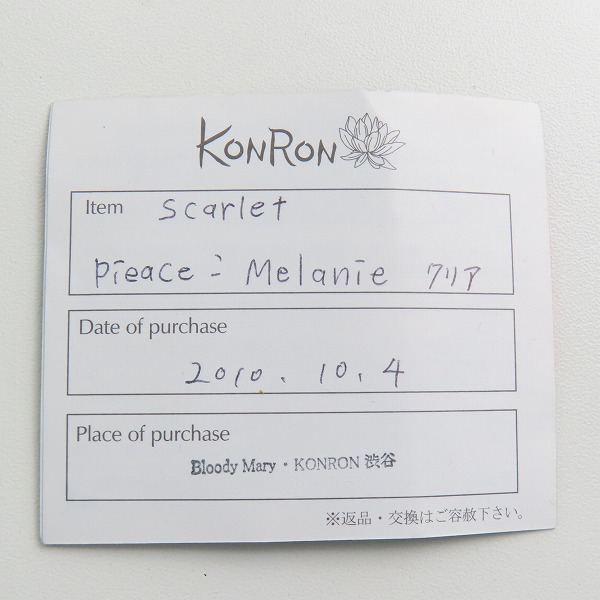 KONRON
Item Scarlet
Pieace : Melanie クリア
Date of purchase
2010. 10. 4
Place of purchase
Bloody Mary・KONRON 渋谷
※返品・交換はご容赦下さい。